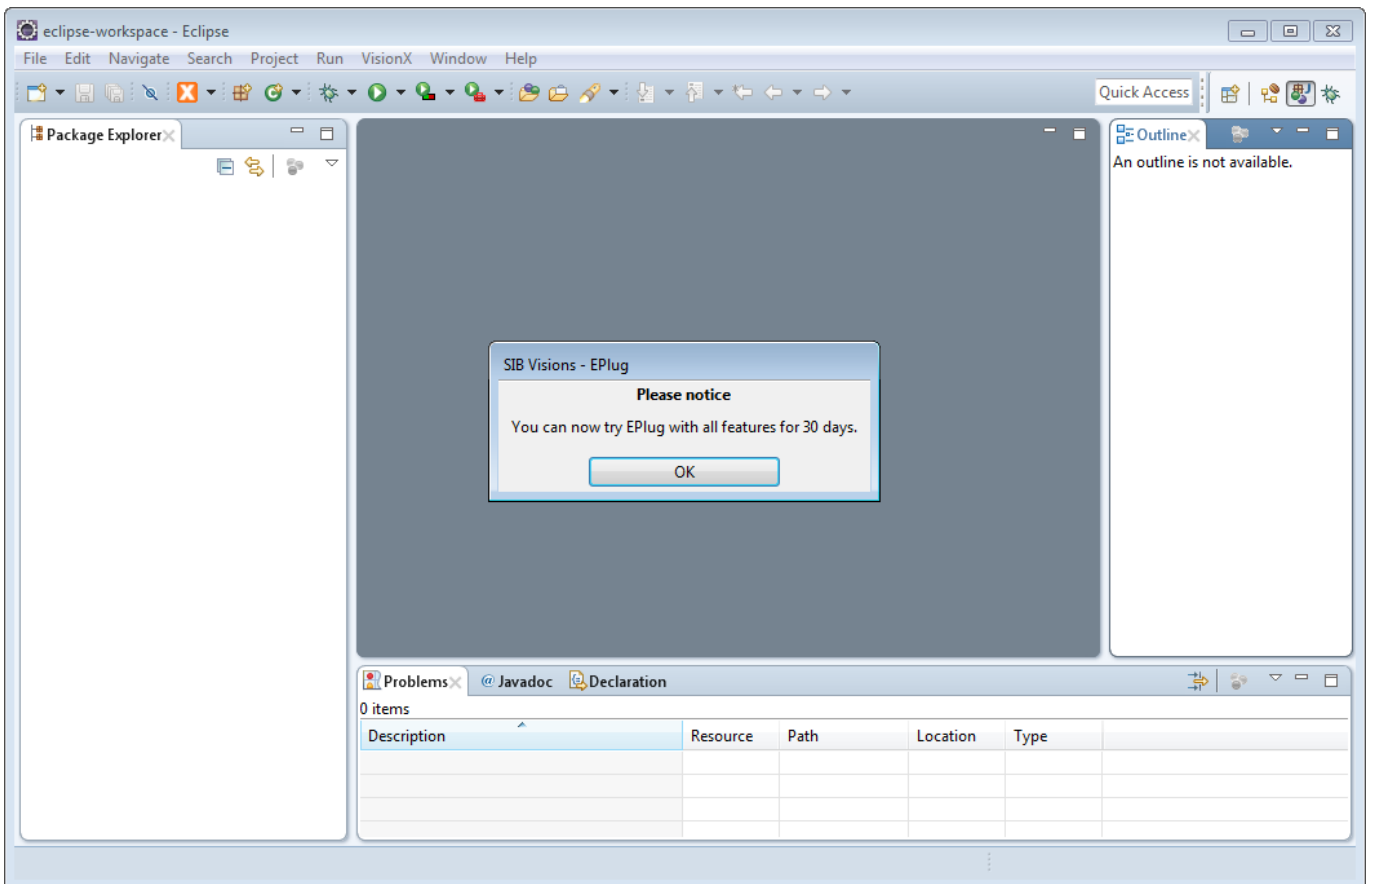 eclipse-workspace - Eclipse
File Edit Navigate Search Project Run VisionX Window Help
Quick Access
Package Explorer
Outline
An outline is not available.
SIB Visions - EPlug
Please notice
You can now try EPlug with all features for 30 days.
OK
Problems @ Javadoc Declaration
0 items
Description Resource Path Location Type